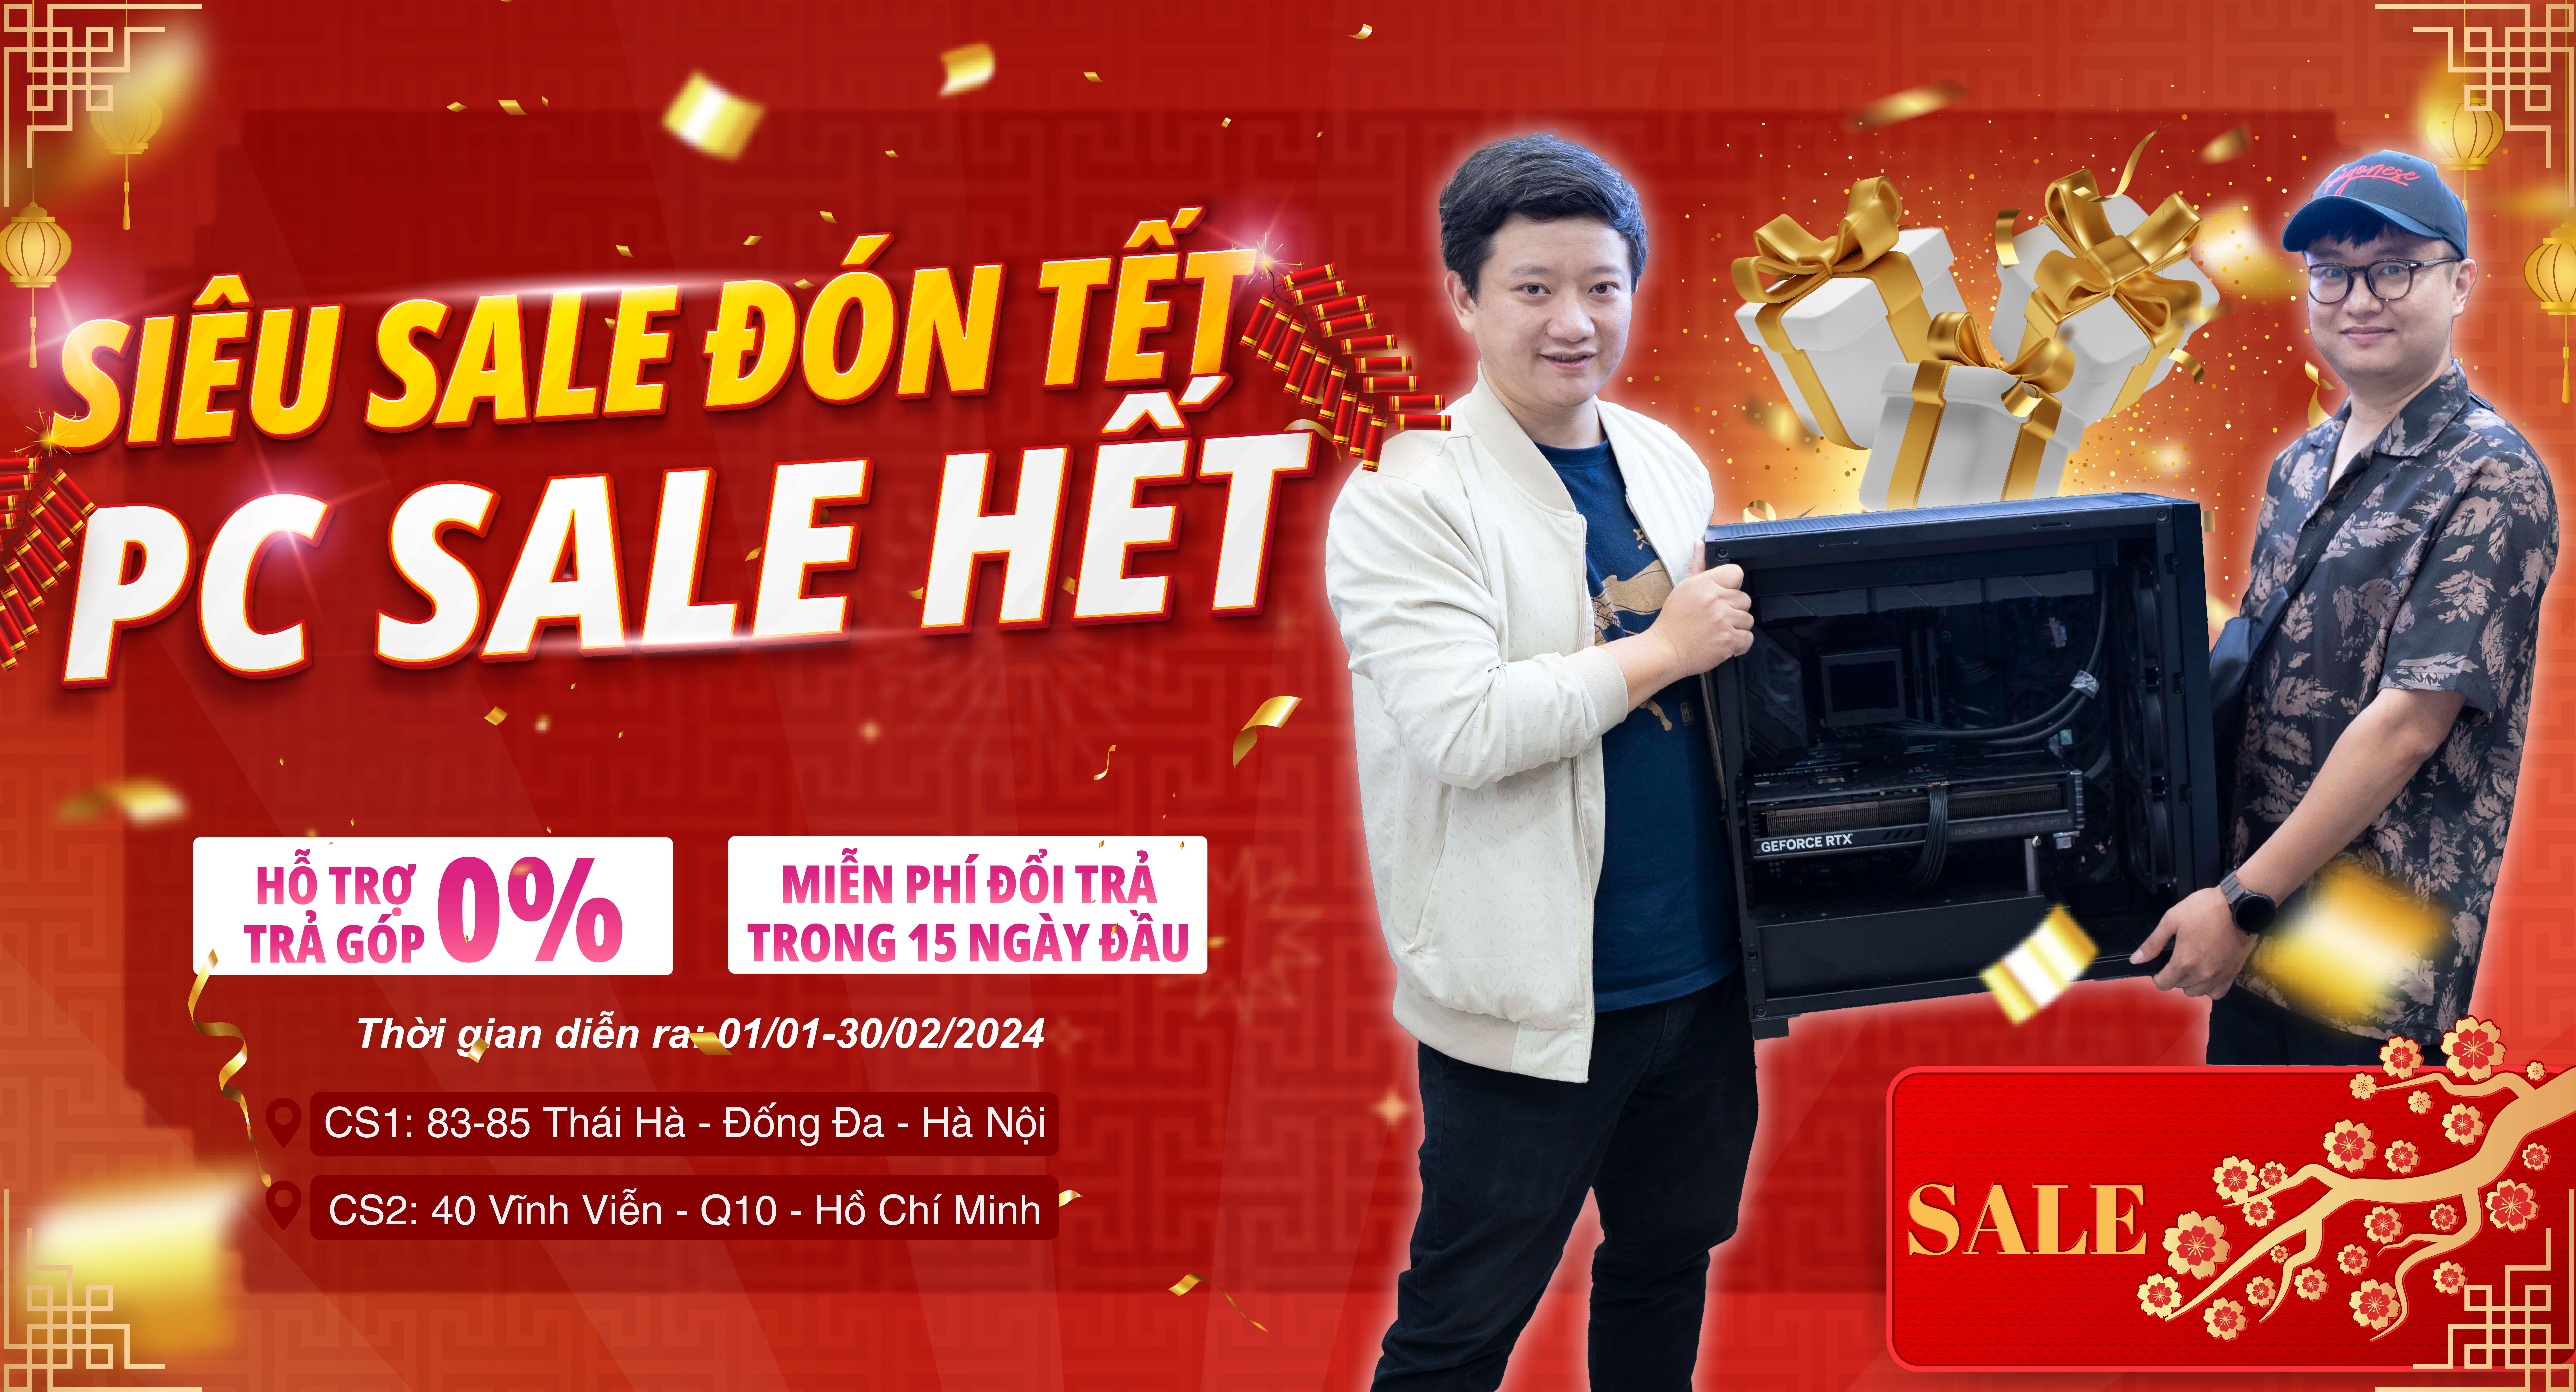 SIÊU SALE ĐÓN TẾT
PC SALE HẾT
HỖ TRỢ
TRẢ GÓP 0%
MIỄN PHÍ ĐỔI TRẢ
TRONG 15 NGÀY ĐẦU
Thời gian diễn ra: 01/01-30/02/2024
CS1: 83-85 Thái Hà - Đống Đa - Hà Nội
CS2: 40 Vĩnh Viễn - Q10 - Hồ Chí Minh
GEFORCE RTX
GEFORCE RTX
SALE